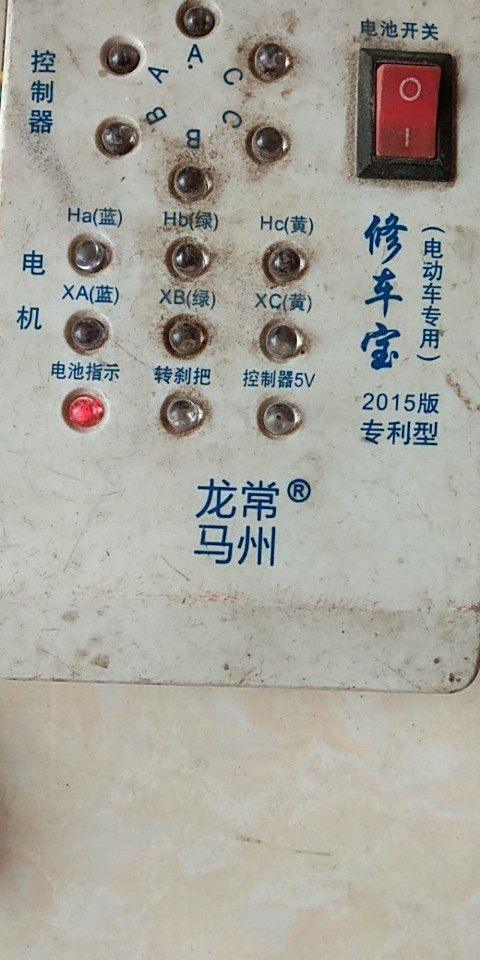 电池开关
控制器
A
A
C
B
C
B
Ha(蓝) Hb(绿) Hc(黄)
电机
XA(蓝) XB(绿) XC(黄)
电池指示 转刹把 控制器5V
修车宝
(电动车专用)
2015版
专利型
龙常®
马州